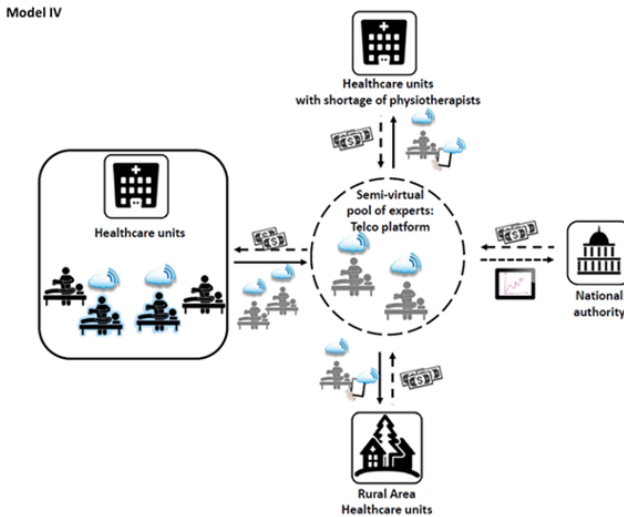 Model IV
Healthcare units
with shortage of physiotherapists
Healthcare units
Semi-virtual
pool of experts:
Telco platform
National
authority
Rural Area
Healthcare units